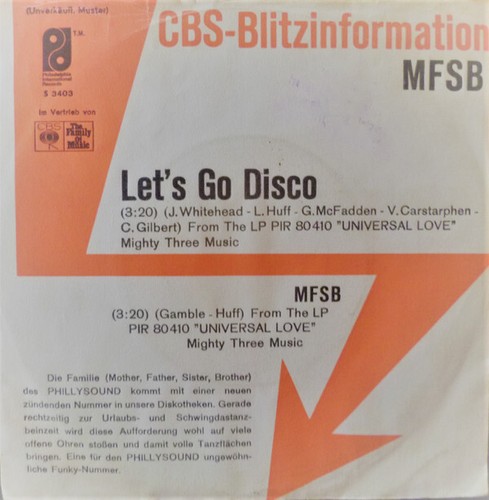 (Unverkäufl. Muster)
CBS-Blitzinformation
T.M.
MFSB
Philadelphia
International
Records
S 3403
Im Vertrieb von
CBS
The
Family
Of
Music
Let's Go Disco
(3:20) (J. Whitehead - L. Huff - G. McFadden - V. Carstarphen -
C. Gilbert) From The LP PIR 80410 "UNIVERSAL LOVE"
Mighty Three Music
MFSB
(3:20) (Gamble - Huff) From The LP
PIR 80410 "UNIVERSAL LOVE"
Mighty Three Music
Die Familie (Mother, Father, Sister, Brother)
des PHILLYSOUND kommt mit einer neuen
zündenden Nummer in unsere Diskotheken. Gerade
rechtzeitig zur Urlaubs- und Schwingdastanz-
beinzeit wird diese Aufforderung wohl auf viele
offene Ohren stoßen und damit volle Tanzflächen
bringen. Eine für den PHILLYSOUND ungewöhn-
liche Funky-Nummer.